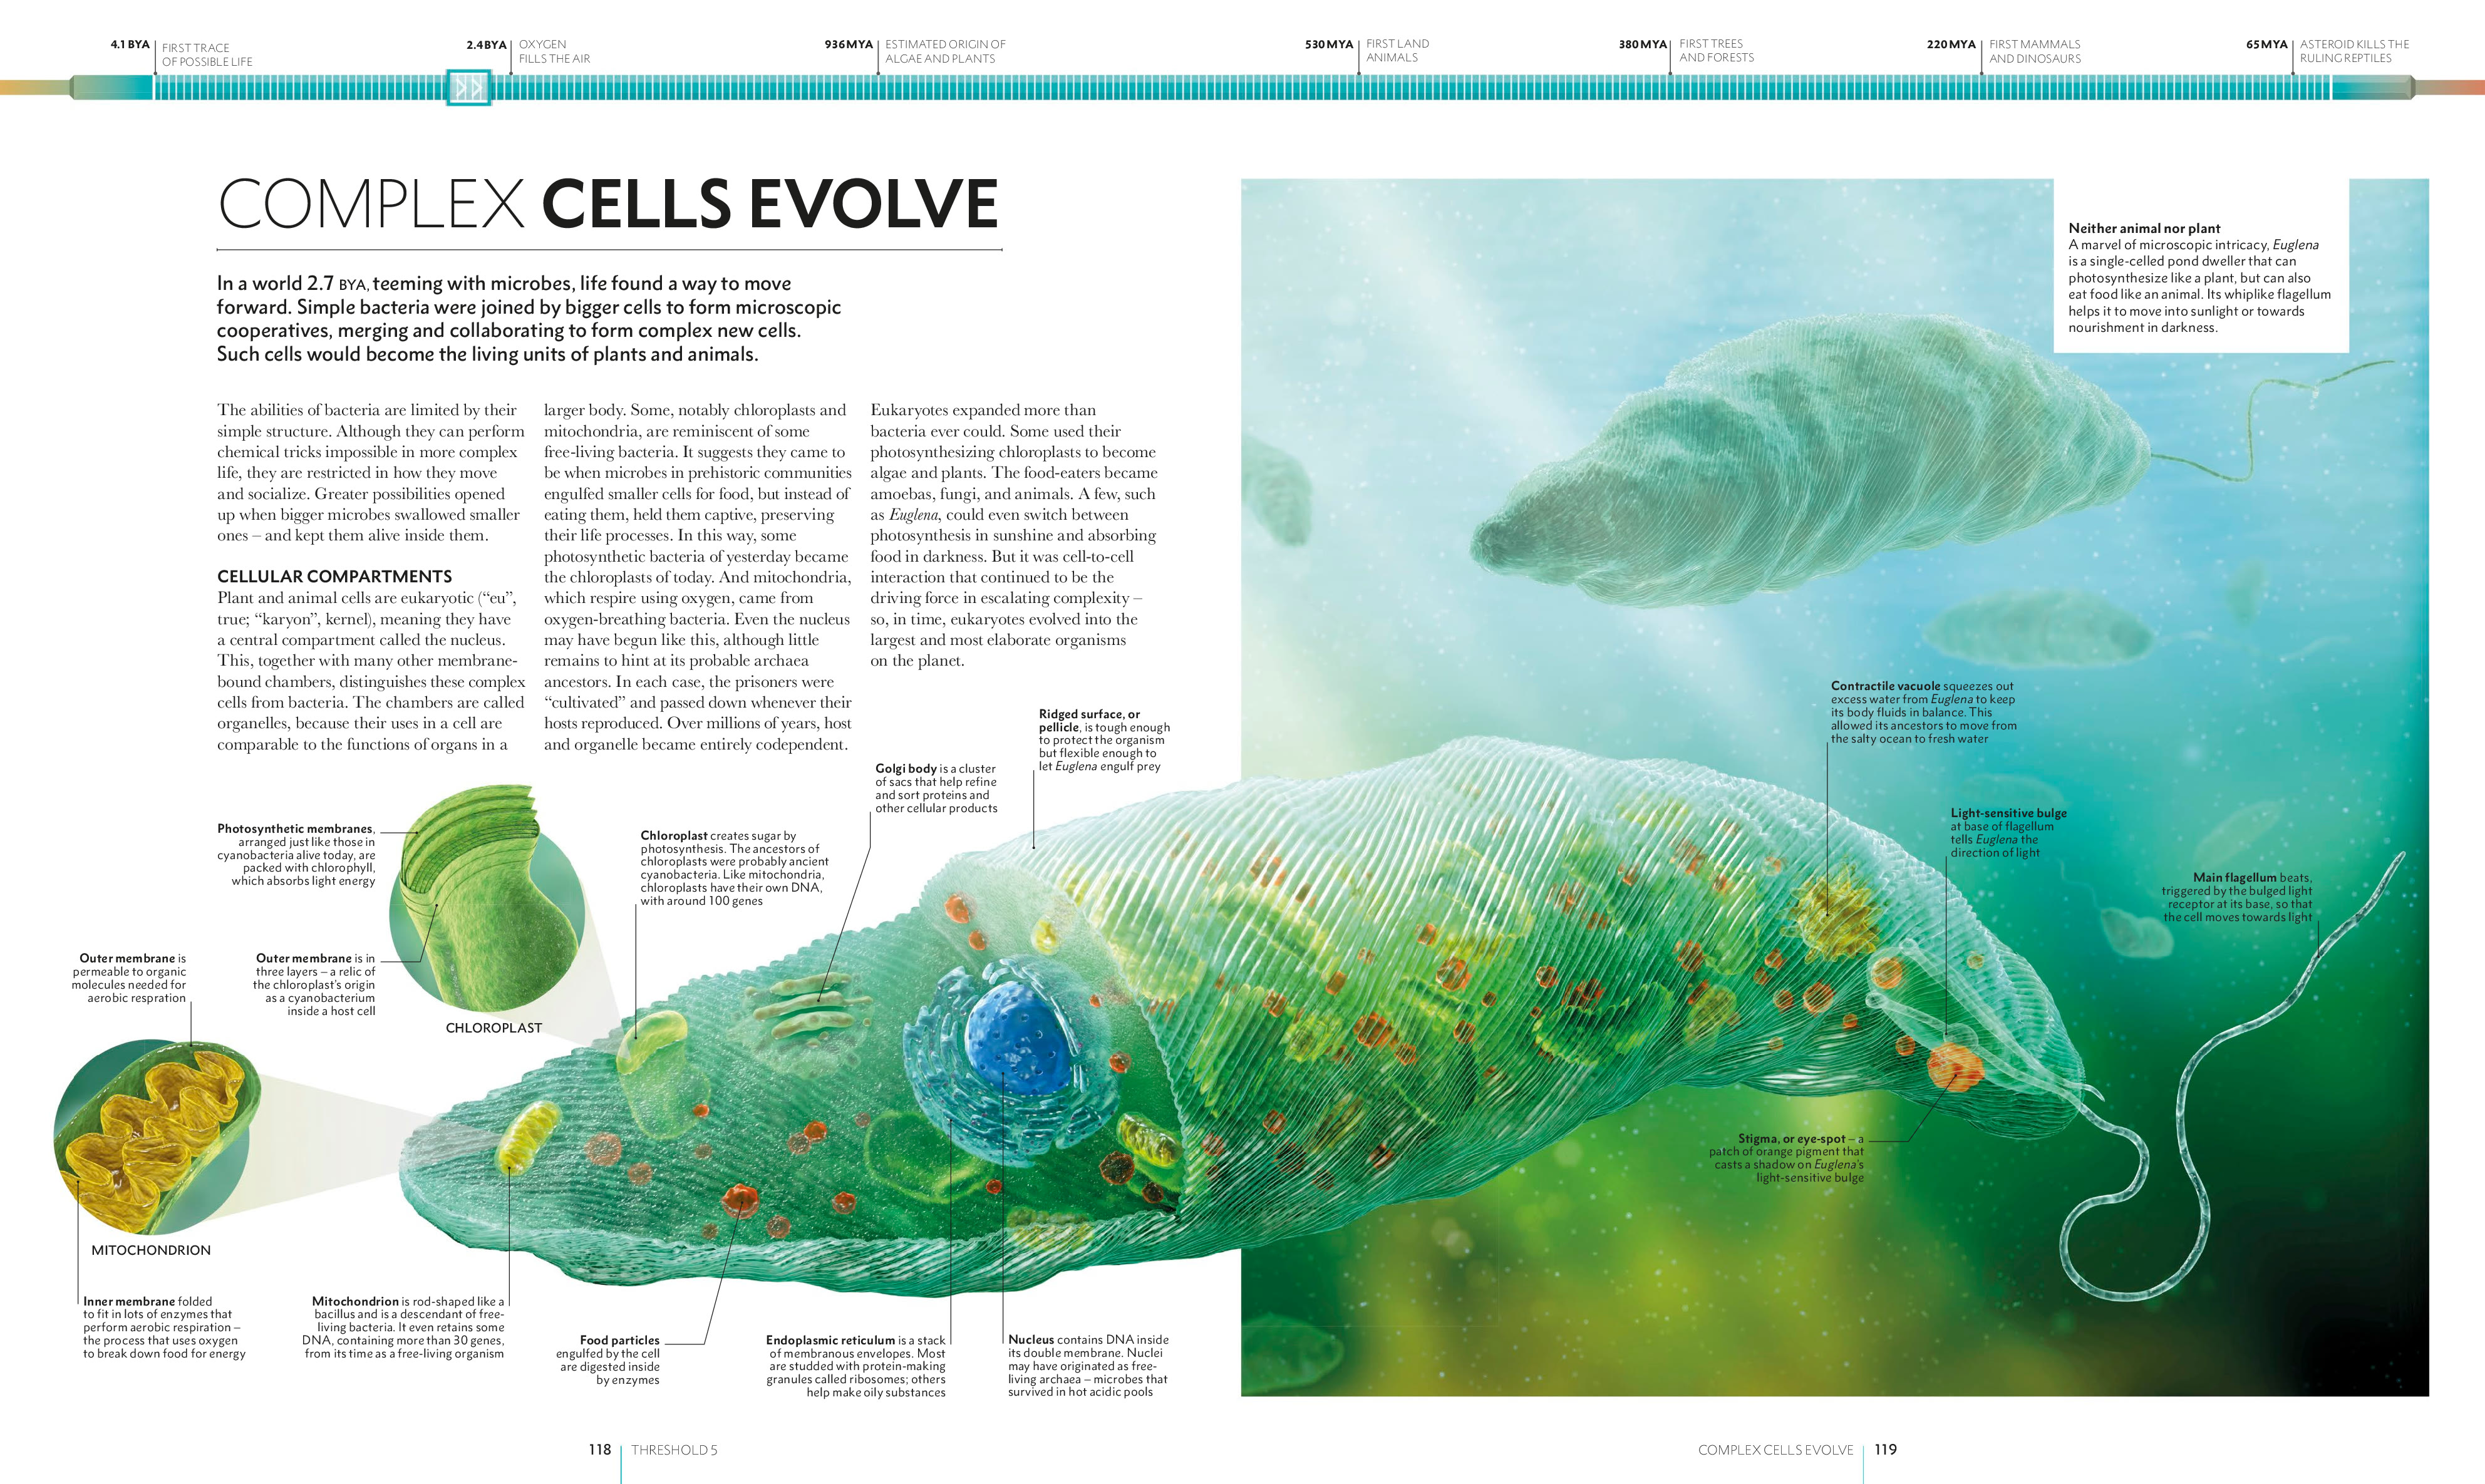 4.1 BYA
FIRST TRACE
OF POSSIBLE LIFE
2.4BYA
OXYGEN
FILLS THE AIR
936MYA
ESTIMATED ORIGIN OF
ALGAE AND PLANTS
530MYA
FIRST LAND
ANIMALS
380MYA
FIRST TREES
AND FORESTS
220MYA
FIRST MAMMALS
AND DINOSAURS
65MYA
ASTEROID KILLS THE
RULING REPTILES
COMPLEX CELLS EVOLVE
In a world 2.7 BYA, teeming with microbes, life found a way to move
forward. Simple bacteria were joined by bigger cells to form microscopic
cooperatives, merging and collaborating to form complex new cells.
Such cells would become the living units of plants and animals.
The abilities of bacteria are limited by their
simple structure. Although they can perform
chemical tricks impossible in more complex
life, they are restricted in how they move
and socialize. Greater possibilities opened
up when bigger microbes swallowed smaller
ones – and kept them alive inside them.
CELLULAR COMPARTMENTS
Plant and animal cells are eukaryotic (“eu”,
true; “karyon”, kernel), meaning they have
a central compartment called the nucleus.
This, together with many other membrane-
bound chambers, distinguishes these complex
cells from bacteria. The chambers are called
organelles, because their uses in a cell are
comparable to the functions of organs in a
larger body. Some, notably chloroplasts and
mitochondria, are reminiscent of some
free-living bacteria. It suggests they came to
be when microbes in prehistoric communities
engulfed smaller cells for food, but instead of
eating them, held them captive, preserving
their life processes. In this way, some
photosynthetic bacteria of yesterday became
the chloroplasts of today. And mitochondria,
which respire using oxygen, came from
oxygen-breathing bacteria. Even the nucleus
may have begun like this, although little
remains to hint at its probable archaea
ancestors. In each case, the prisoners were
“cultivated” and passed down whenever their
hosts reproduced. Over millions of years, host
and organelle became entirely codependent.
Eukaryotes expanded more than
bacteria ever could. Some used their
photosynthesizing chloroplasts to become
algae and plants. The food-eaters became
amoebas, fungi, and animals. A few, such
as Euglena, could even switch between
photosynthesis in sunshine and absorbing
food in darkness. But it was cell-to-cell
interaction that continued to be the
driving force in escalating complexity –
so, in time, eukaryotes evolved into the
largest and most elaborate organisms
on the planet.
Neither animal nor plant
A marvel of microscopic intricacy, Euglena
is a single-celled pond dweller that can
photosynthesize like a plant, but can also
eat food like an animal. Its whiplike flagellum
helps it to move into sunlight or towards
nourishment in darkness.
Ridged surface, or
pellicle, is tough enough
to protect the organism
but flexible enough to
let Euglena engulf prey
Golgi body is a cluster
of sacs that help refine
and sort proteins and
other cellular products
Chloroplast creates sugar by
photosynthesis. The ancestors of
chloroplasts were probably ancient
cyanobacteria. Like mitochondria,
chloroplasts have their own DNA,
with around 100 genes
Photosynthetic membranes,
arranged just like those in
cyanobacteria alive today, are
packed with chlorophyll,
which absorbs light energy
Outer membrane is in
three layers – a relic of
the chloroplast's origin
as a cyanobacterium
inside a host cell
CHLOROPLAST
Outer membrane is
permeable to organic
molecules needed for
aerobic respration
MITOCHONDRION
Inner membrane folded
to fit in lots of enzymes that
perform aerobic respiration –
the process that uses oxygen
to break down food for energy
Mitochondrion is rod-shaped like a
bacillus and is a descendant of free-
living bacteria. It even retains some
DNA, containing more than 30 genes,
from its time as a free-living organism
Food particles
engulfed by the cell
are digested inside
by enzymes
Endoplasmic reticulum is a stack
of membranous envelopes. Most
are studded with protein-making
granules called ribosomes; others
help make oily substances
Nucleus contains DNA inside
its double membrane. Nuclei
may have originated as free-
living archaea – microbes that
survived in hot acidic pools
Contractile vacuole squeezes out
excess water from Euglena to keep
its body fluids in balance. This
allowed its ancestors to move from
the salty ocean to fresh water
Light-sensitive bulge
at base of flagellum
tells Euglena the
direction of light
Main flagellum beats,
triggered by the bulged light
receptor at its base, so that
the cell moves towards light
Stigma, or eye-spot – a
patch of orange pigment that
casts a shadow on Euglena's
light-sensitive bulge
118 THRESHOLD 5
COMPLEX CELLS EVOLVE 119